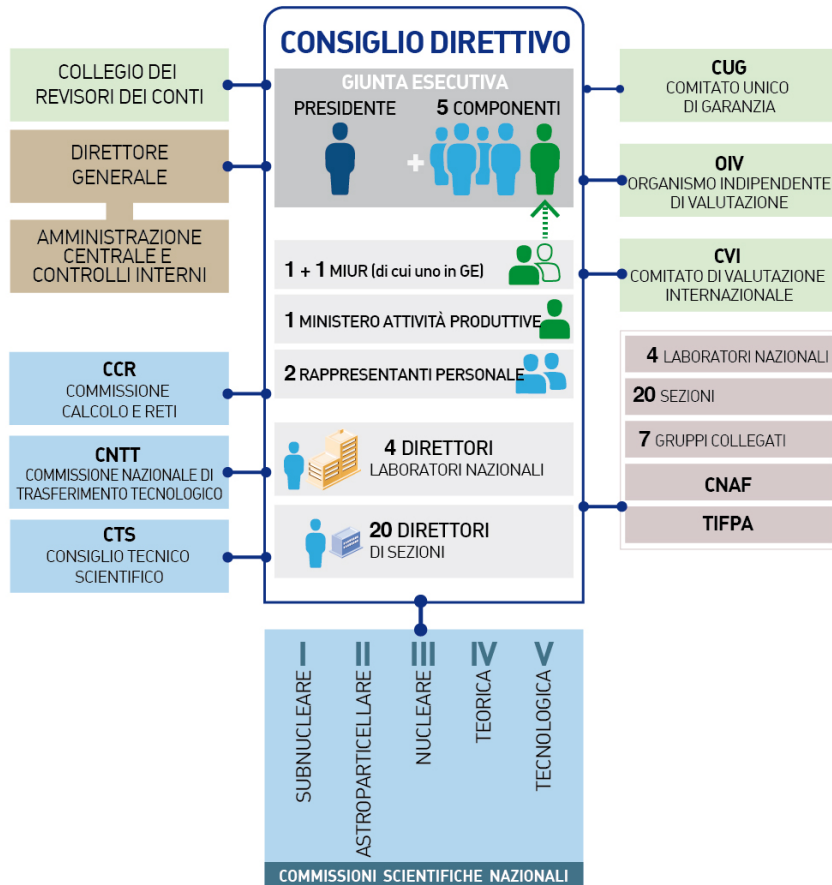 CONSIGLIO DIRETTIVO
GIUNTA ESECUTIVA
PRESIDENTE
5 COMPONENTI
+
1 + 1 MIUR (di cui uno in GE)
1 MINISTERO ATTIVITÀ PRODUTTIVE
2 RAPPRESENTANTI PERSONALE
4 DIRETTORI
LABORATORI NAZIONALI
20 DIRETTORI
DI SEZIONI
COLLEGIO DEI
REVISORI DEI CONTI
DIRETTORE
GENERALE
AMMINISTRAZIONE
CENTRALE E
CONTROLLI INTERNI
CCR
COMMISSIONE
CALCOLO E RETI
CNTT
COMMISSIONE NAZIONALE DI
TRASFERIMENTO TECNOLOGICO
CTS
CONSIGLIO TECNICO
SCIENTIFICO
CUG
COMITATO UNICO
DI GARANZIA
OIV
ORGANISMO INDIPENDENTE
DI VALUTAZIONE
CVI
COMITATO DI VALUTAZIONE
INTERNAZIONALE
4 LABORATORI NAZIONALI
20 SEZIONI
7 GRUPPI COLLEGATI
CNAF
TIFPA
I
SUBNUCLEARE
II
ASTROPARTICELLARE
III
NUCLEARE
IV
TEORICA
V
TECNOLOGICA
COMMISSIONI SCIENTIFICHE NAZIONALI